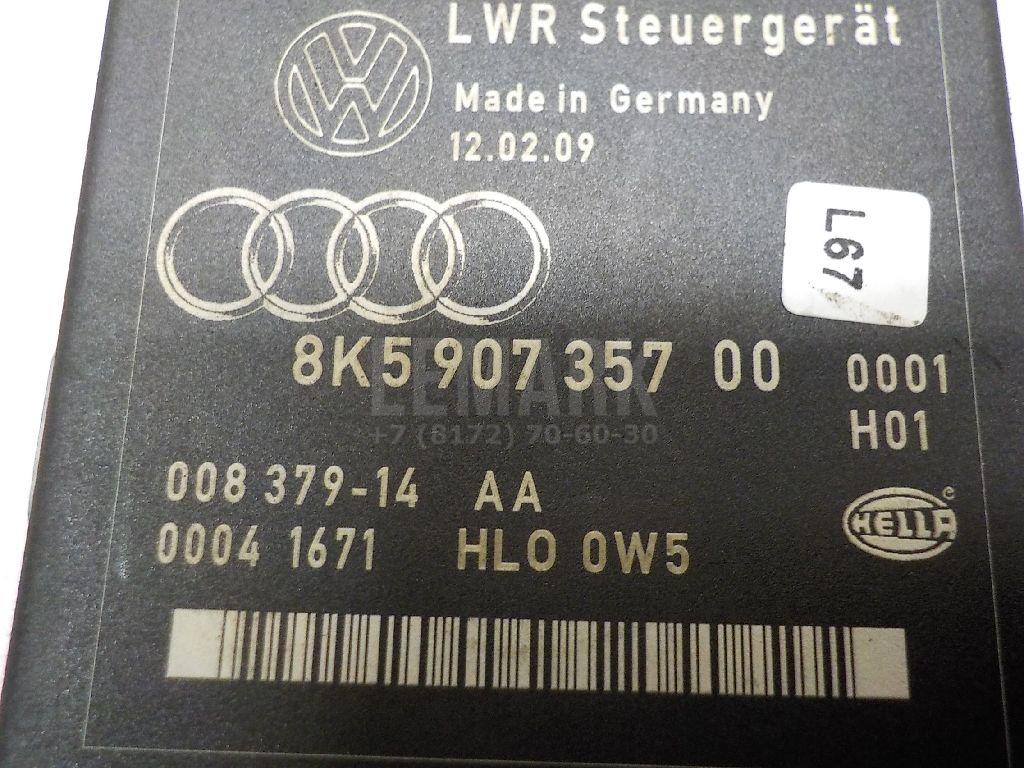 LWR Steuergerät
Made in Germany
12.02.09
L67
8K5 907 357 00 0001
H01
LEMARK
+7 (8172) 70-60-30
008 379-14 AA
0004 1671 HLO 0W5
HELLA